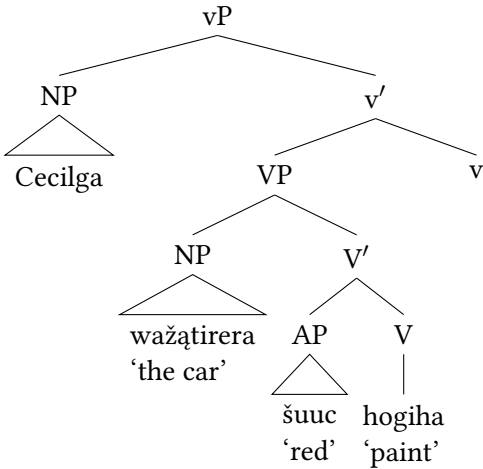 vP
NP v′
Cecilga VP v
NP V′
wažątirera AP V
‘the car’
šuuc hogiha
‘red’ ‘paint’